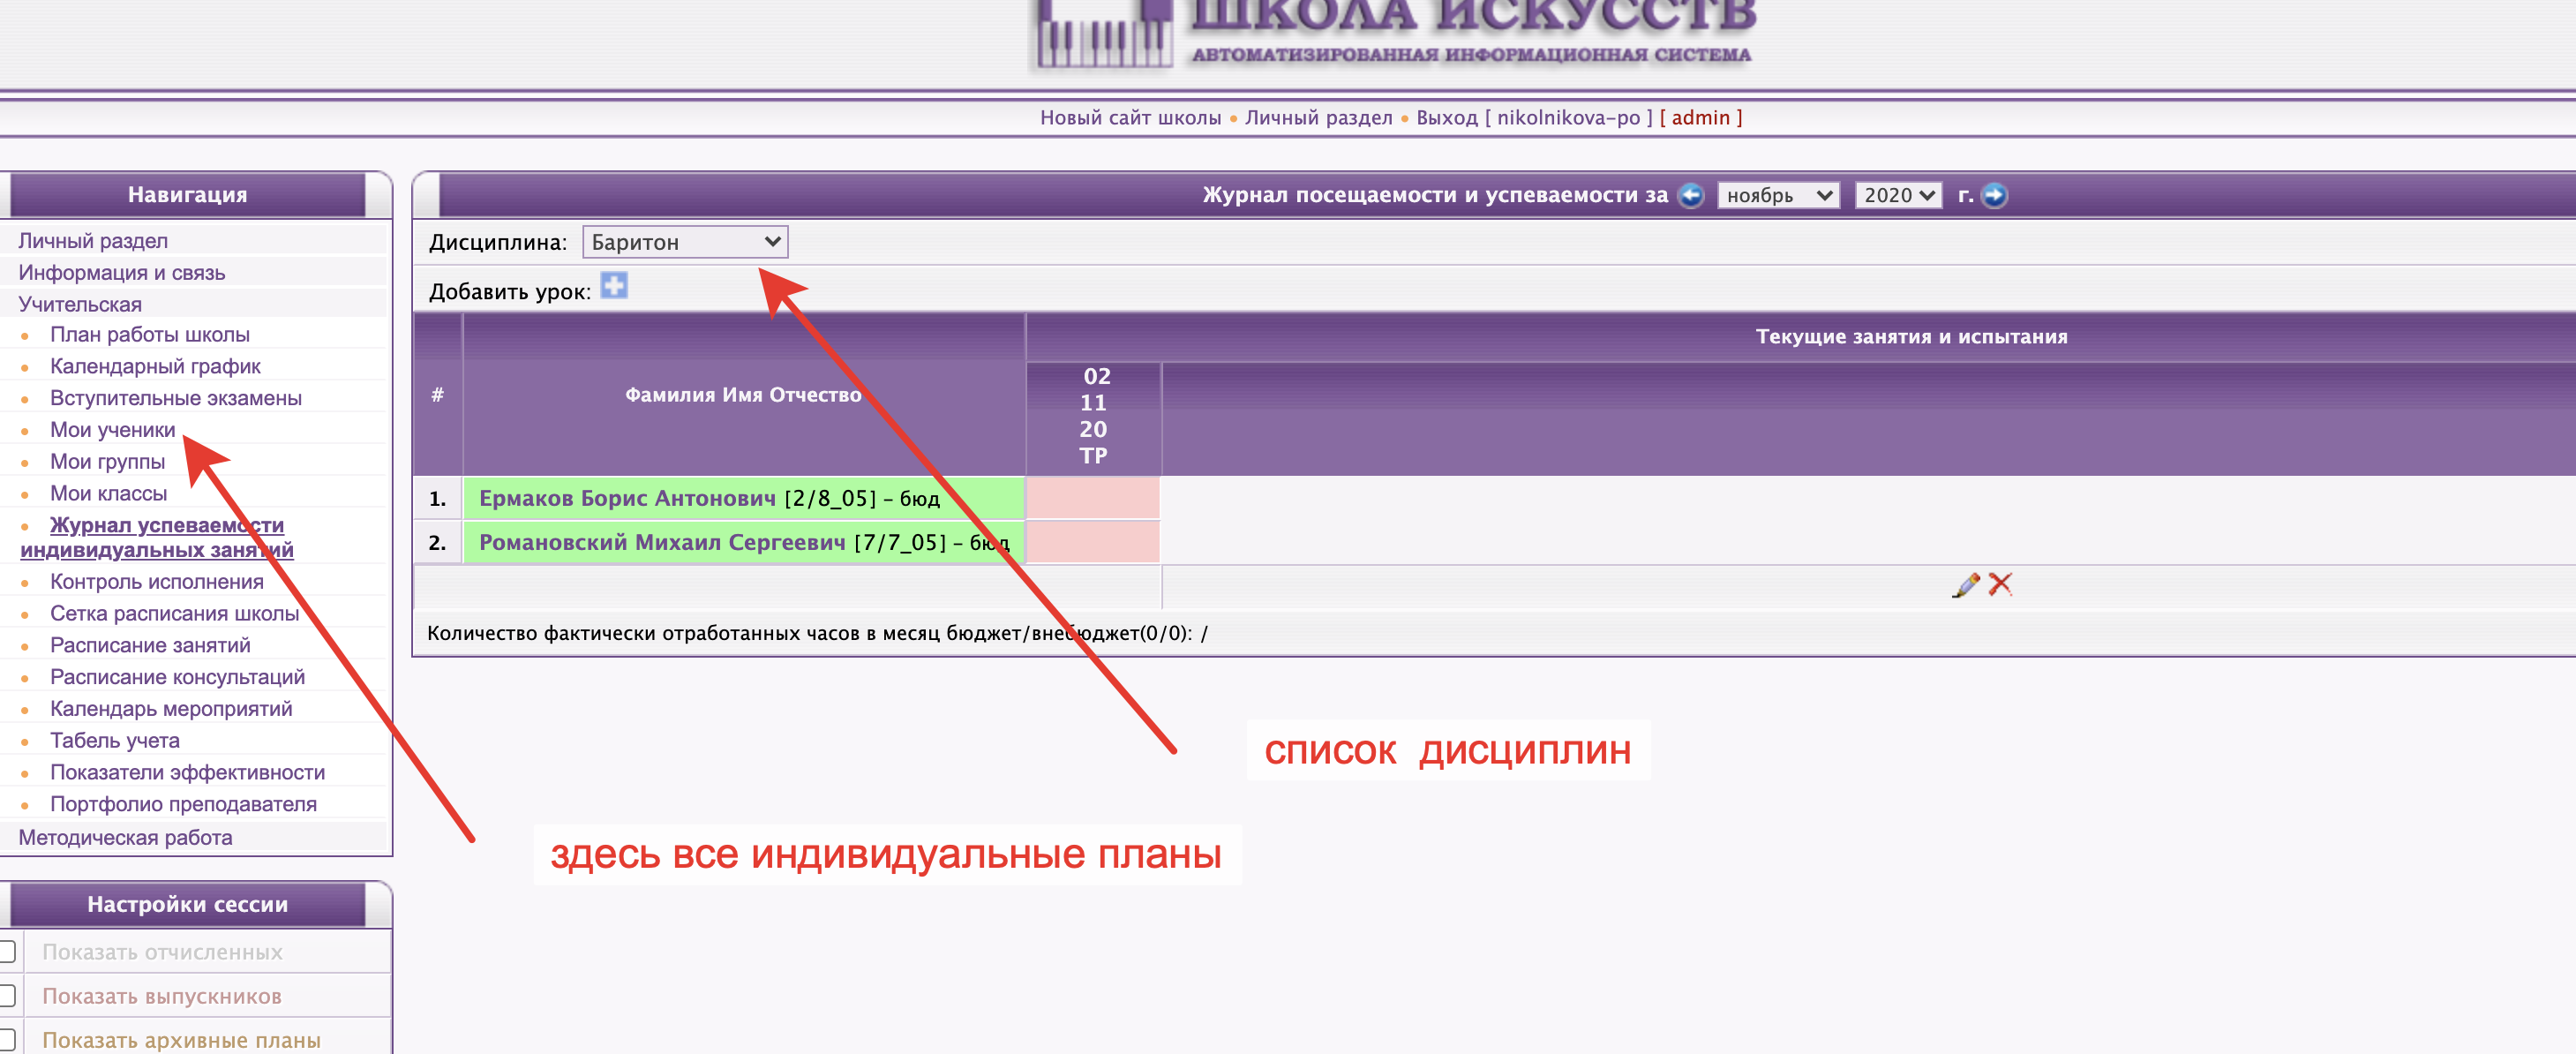 ШКОЛА ИСКУССТВ
АВТОМАТИЗИРОВАННАЯ ИНФОРМАЦИОННАЯ СИСТЕМА
Новый сайт школы • Личный раздел • Выход [ nikolnikova-po ] [ admin ]
Навигация
Личный раздел
Информация и связь
Учительская
План работы школы
Календарный график
Вступительные экзамены
Мои ученики
Мои группы
Мои классы
Журнал успеваемости
индивидуальных занятий
Контроль исполнения
Сетка расписания школы
Расписание занятий
Расписание консультаций
Календарь мероприятий
Табель учета
Показатели эффективности
Портфолио преподавателя
Методическая работа
Настройки сессии
Показать отчисленных
Показать выпускников
Показать архивные планы
Журнал посещаемости и успеваемости за ноябрь 2020 г.
Дисциплина: Баритон
Добавить урок:
Текущие занятия и испытания
# Фамилия Имя Отчество
02
11
20
ТР
1. Ермаков Борис Антонович [2/8_05] – бюд
2. Романовский Михаил Сергеевич [7/7_05] – бюд
Количество фактически отработанных часов в месяц бюджет/внебюджет(0/0): /
список дисциплин
здесь все индивидуальные планы